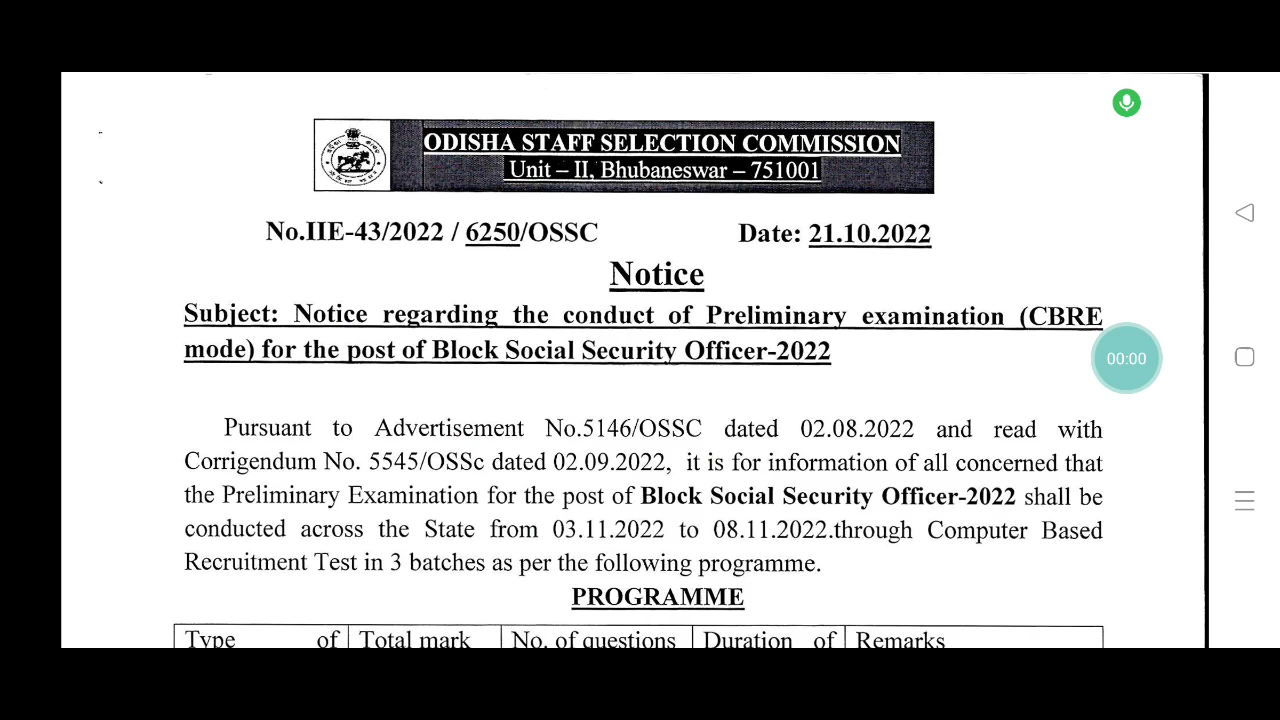 ODISHA STAFF SELECTION COMMISSION
Unit – II, Bhubaneswar – 751001
No.IIE-43/2022 / 6250/OSSC Date: 21.10.2022
Notice
Subject: Notice regarding the conduct of Preliminary examination (CBRE
mode) for the post of Block Social Security Officer-2022
00:00
Pursuant to Advertisement No.5146/OSSC dated 02.08.2022 and read with
Corrigendum No. 5545/OSSc dated 02.09.2022, it is for information of all concerned that
the Preliminary Examination for the post of Block Social Security Officer-2022 shall be
conducted across the State from 03.11.2022 to 08.11.2022.through Computer Based
Recruitment Test in 3 batches as per the following programme.
PROGRAMME
Type of Total mark No. of questions Duration of Remarks